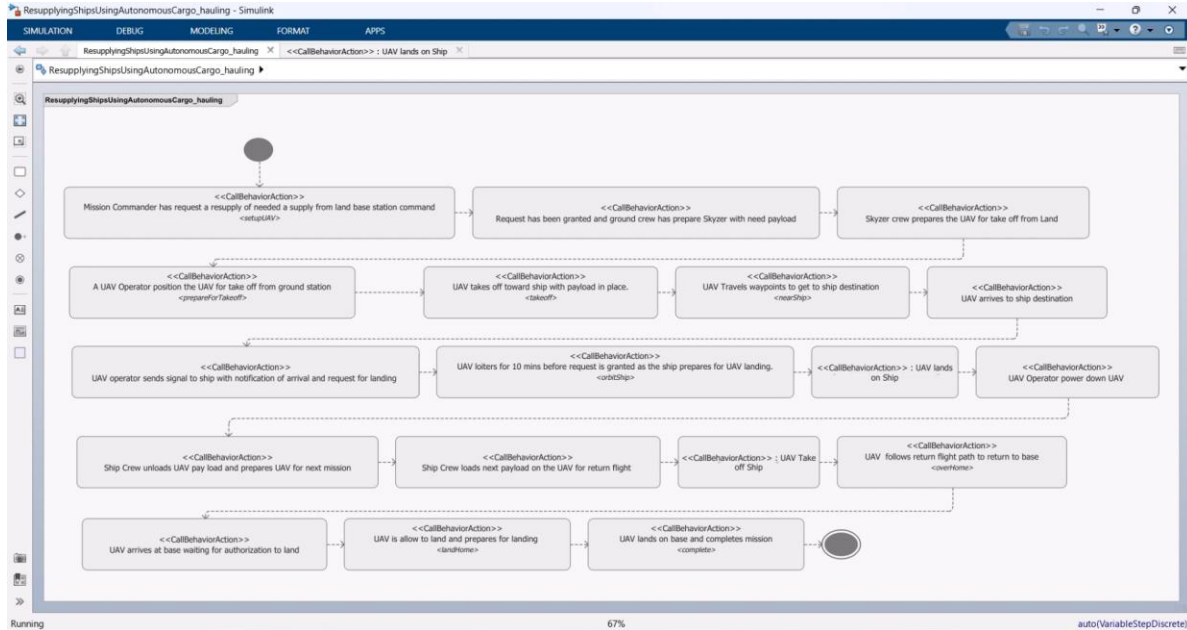 ResupplyingShipsUsingAutonomousCargo_hauling - Simulink
SIMULATION DEBUG MODELING FORMAT APPS
ResupplyingShipsUsingAutonomousCargo_hauling × <<CallBehaviorAction>> : UAV lands on Ship ×
ResupplyingShipsUsingAutonomousCargo_hauling
ResupplyingShipsUsingAutonomousCargo_hauling
<<CallBehaviorAction>>
Mission Commander has request a resupply of needed a supply from land base station command
<setupUAV>
<<CallBehaviorAction>>
Request has been granted and ground crew has prepare Skyzer with need payload
<<CallBehaviorAction>>
Skyzer crew prepares the UAV for take off from Land
<<CallBehaviorAction>>
A UAV Operator position the UAV for take off from ground station
<prepareForTakeoff>
<<CallBehaviorAction>>
UAV takes off toward ship with payload in place.
<takeoff>
<<CallBehaviorAction>>
UAV Travels waypoints to get to ship destination
<nearShip>
<<CallBehaviorAction>>
UAV arrives to ship destination
<<CallBehaviorAction>>
UAV operator sends signal to ship with notification of arrival and request for landing
<<CallBehaviorAction>>
UAV loiters for 10 mins before request is granted as the ship prepares for UAV landing.
<orbitShip>
<<CallBehaviorAction>> : UAV lands
on Ship
<<CallBehaviorAction>>
UAV Operator power down UAV
<<CallBehaviorAction>>
Ship Crew unloads UAV pay load and prepares UAV for next mission
<<CallBehaviorAction>>
Ship Crew loads next payload on the UAV for return flight
<<CallBehaviorAction>> : UAV Take
off Ship
<<CallBehaviorAction>>
UAV follows return flight path to return to base
<overHome>
<<CallBehaviorAction>>
UAV arrives at base waiting for authorization to land
<<CallBehaviorAction>>
UAV is allow to land and prepares for landing
<landHome>
<<CallBehaviorAction>>
UAV lands on base and completes mission
<complete>
Running 67% auto(VariableStepDiscrete)